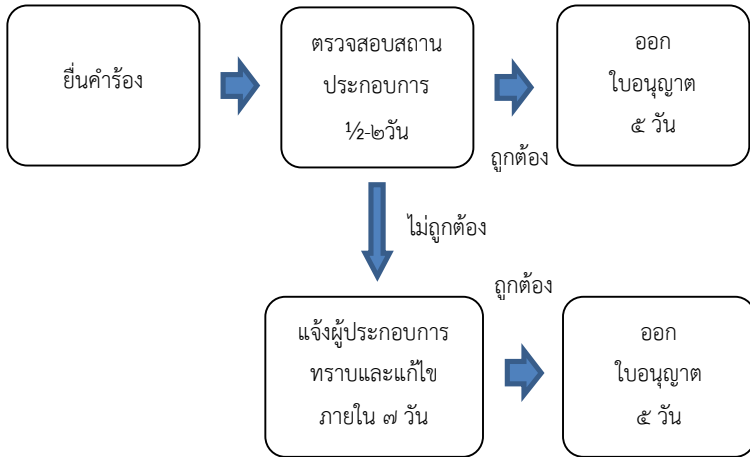 ยื่นคำร้อง
ตรวจสอบสถาน
ประกอบการ
½-๒วัน
ถูกต้อง
ออก
ใบอนุญาต
๕ วัน
ไม่ถูกต้อง
แจ้งผู้ประกอบการ
ทราบและแก้ไข
ภายใน ๗ วัน
ถูกต้อง
ออก
ใบอนุญาต
๕ วัน